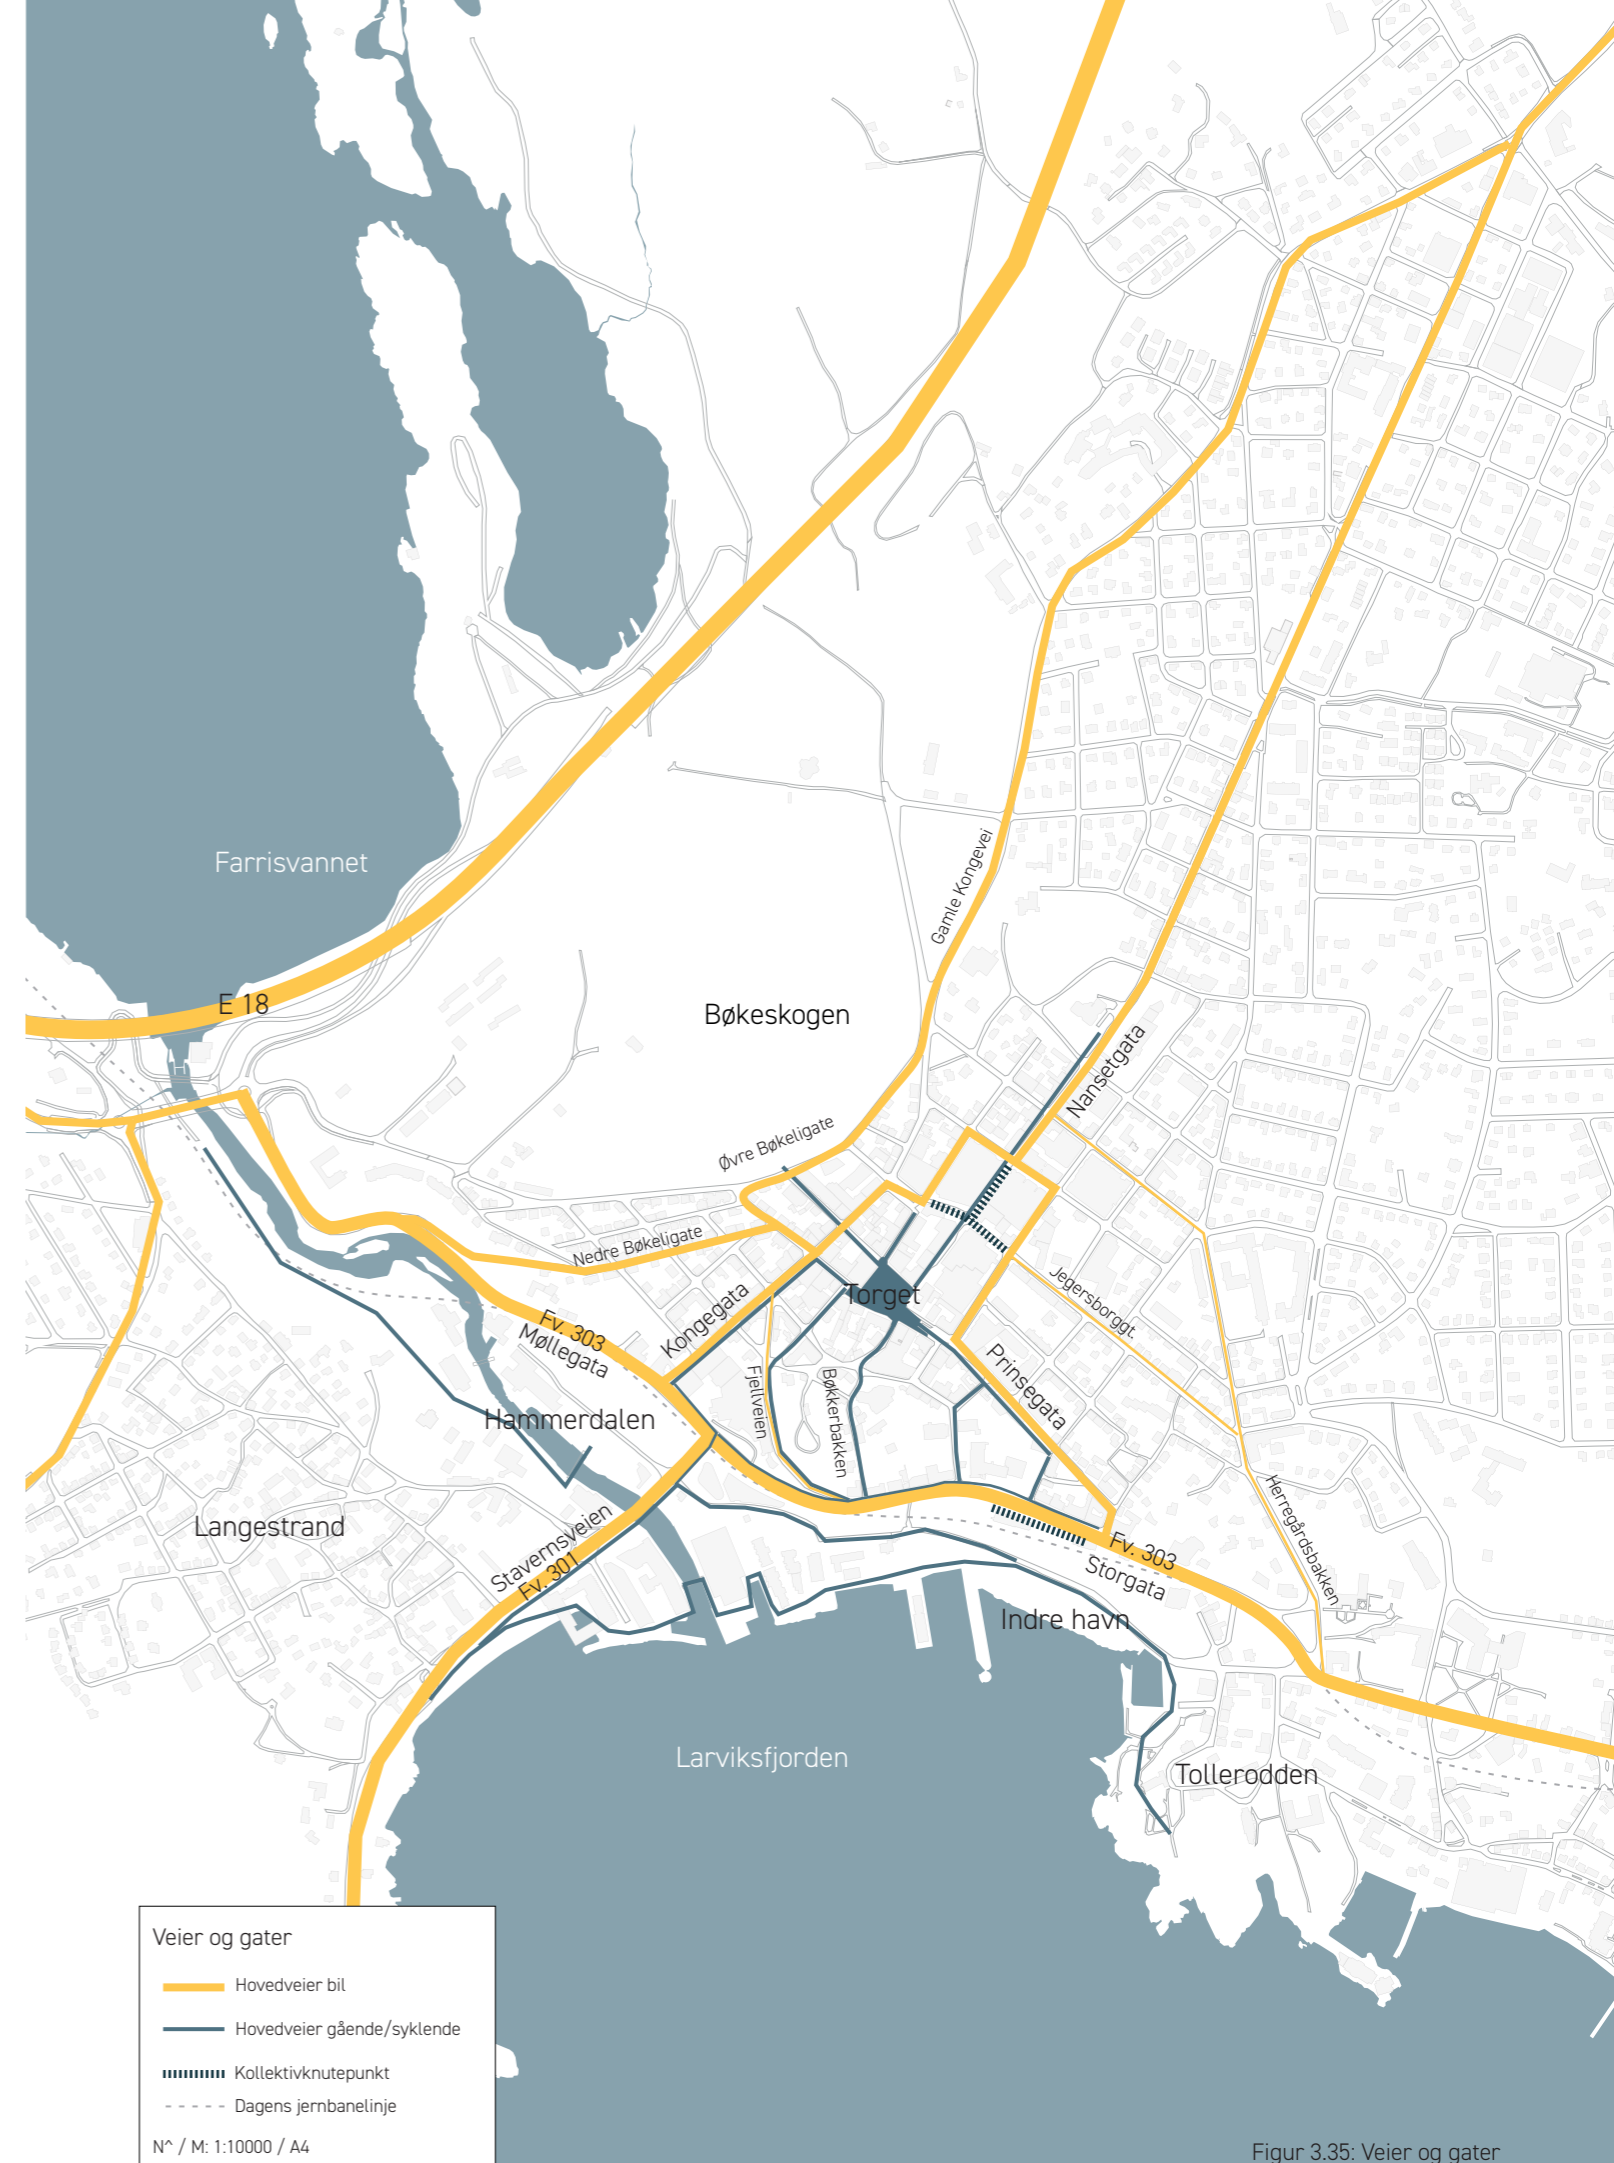 Gamle Kongevei
Farrisvannet
E 18
Bøkeskogen
Nansetgata
Øvre Bøkeligate
Nedre Bøkeligate
Torget
Jegersborggt.
Kongegata
Fv. 303
Møllegata
Prinsegata
Fjellveien
Bøkkerbakken
Hammerdalen
Langestrand
Stavernsveien
Fv. 301
Herregårdsbakken
Fv. 303
Storgata
Indre havn
Larviksfjorden
Tollerodden
Veier og gater
Hovedveier bil
Hovedveier gående/syklende
Kollektivknutepunkt
Dagens jernbanelinje
N^ / M: 1:10000 / A4
Figur 3.35: Veier og gater